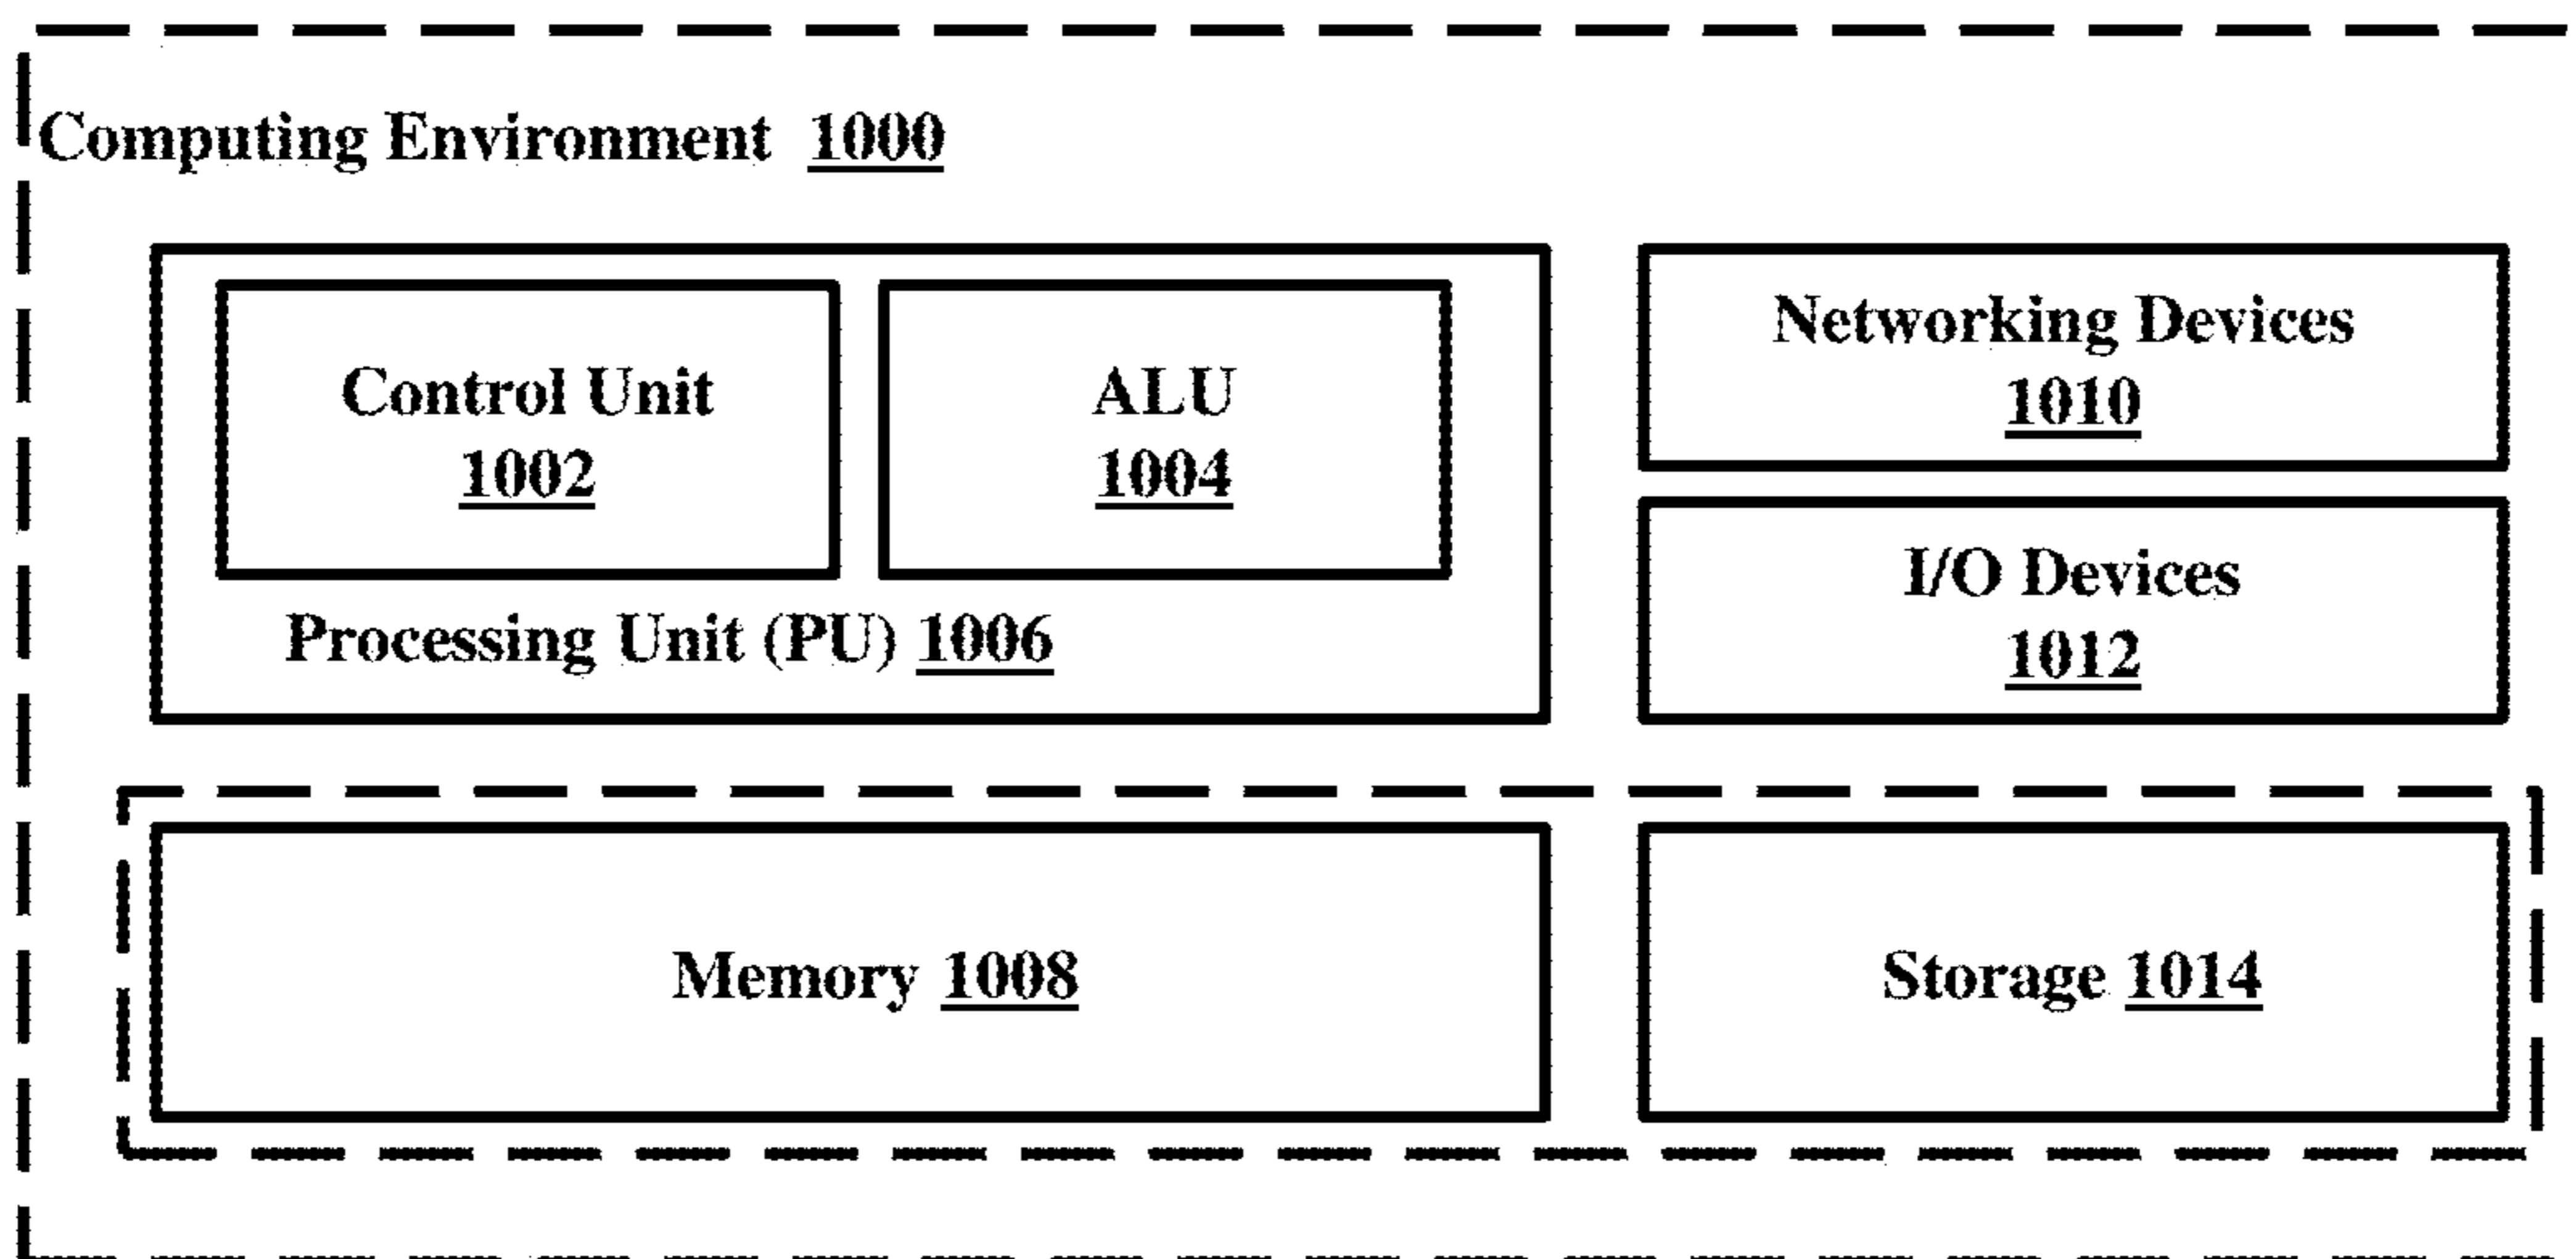 Computing Environment 1000
Control Unit
1002
ALU
1004
Processing Unit (PU) 1006
Networking Devices
1010
I/O Devices
1012
Memory 1008
Storage 1014